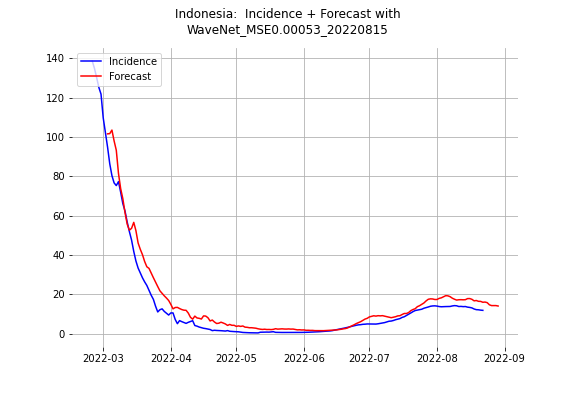 Indonesia:  Incidence + Forecast with
WaveNet_MSE0.00053_20220815
Incidence
Forecast
140
120
100
80
60
40
20
0
2022-03 2022-04 2022-05 2022-06 2022-07 2022-08 2022-09